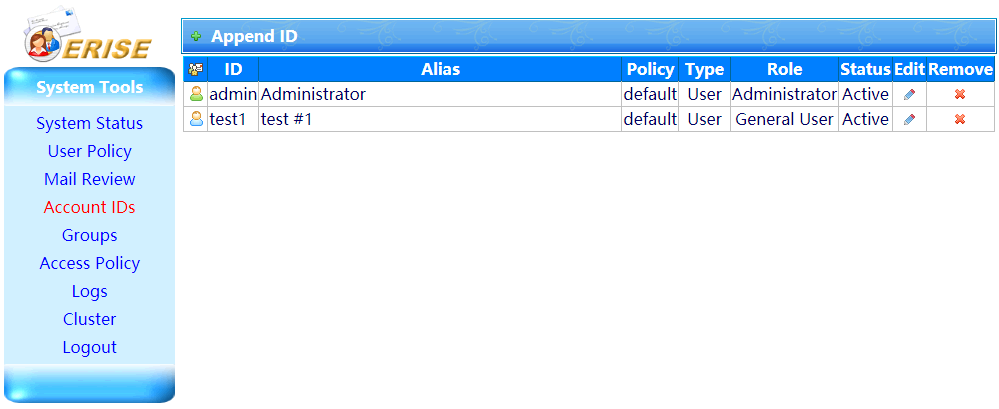 ERISE
System Tools
System Status
User Policy
Mail Review
Account IDs
Groups
Access Policy
Logs
Cluster
Logout
Append ID
ID Alias Policy Type Role Status Edit Remove
admin Administrator default User Administrator Active
test1 test #1 default User General User Active